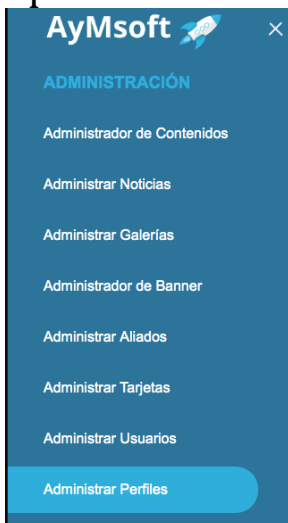 AyMsoft
ADMINISTRACIÓN
Administrador de Contenidos
Administrar Noticias
Administrar Galerías
Administrador de Banner
Administrar Aliados
Administrar Tarjetas
Administrar Usuarios
Administrar Perfiles